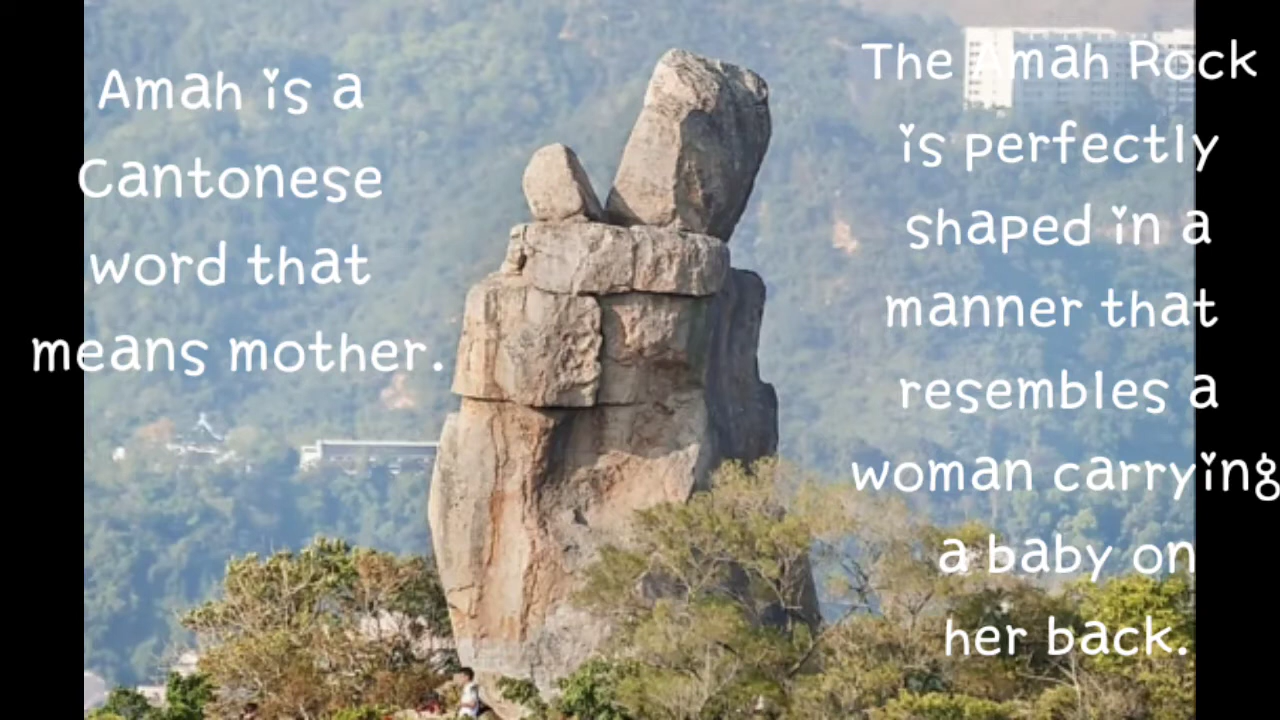 Amah is a
Cantonese
word that
means mother.
The Amah Rock
is perfectly
shaped in a
manner that
resembles a
woman carrying
a baby on
her back.